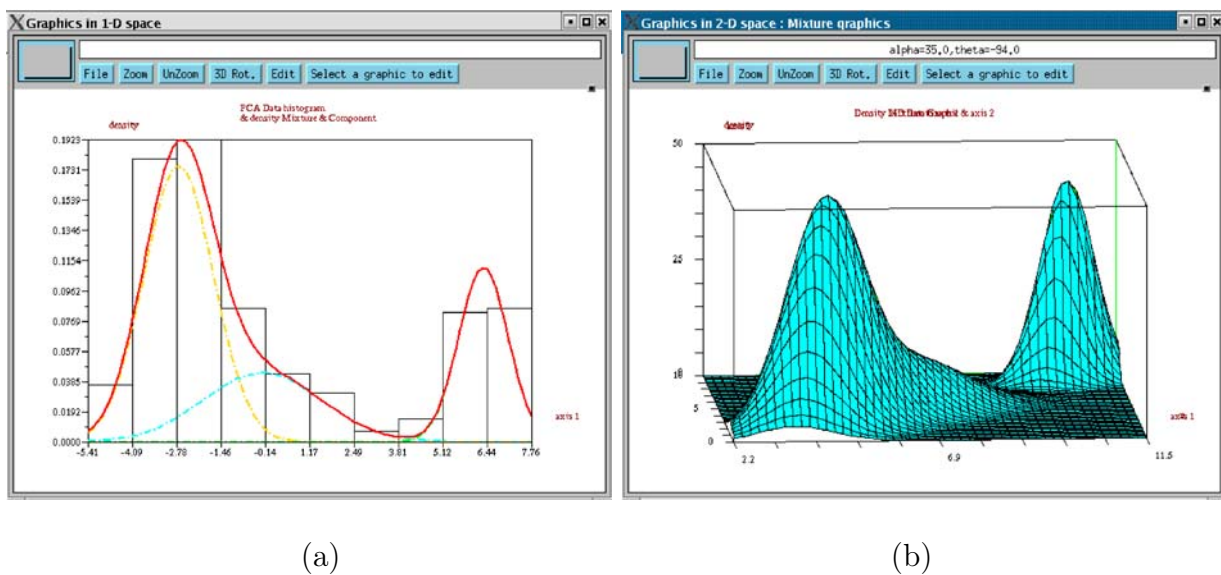 Graphics in 1-D space
File Zoom UnZoom 3D Rot. Edit Select a graphic to edit
PCA Data histogram
& density Mixture & Component
density
0.1923
0.1731
0.1539
0.1346
0.1154
0.0962
0.0769
0.0577
0.0385
0.0192
0.0000
axis 1
-5.41 -4.09 -2.78 -1.46 -0.14 1.17 2.49 3.81 5.12 6.44 7.76
(a)
Graphics in 2-D space : Mixture graphics
alpha=35.0,theta=-94.0
File Zoom UnZoom 3D Rot. Edit Select a graphic to edit
Density & axis 2
density
50
25
5
0
axis 1
2.2 6.9 11.5
(b)